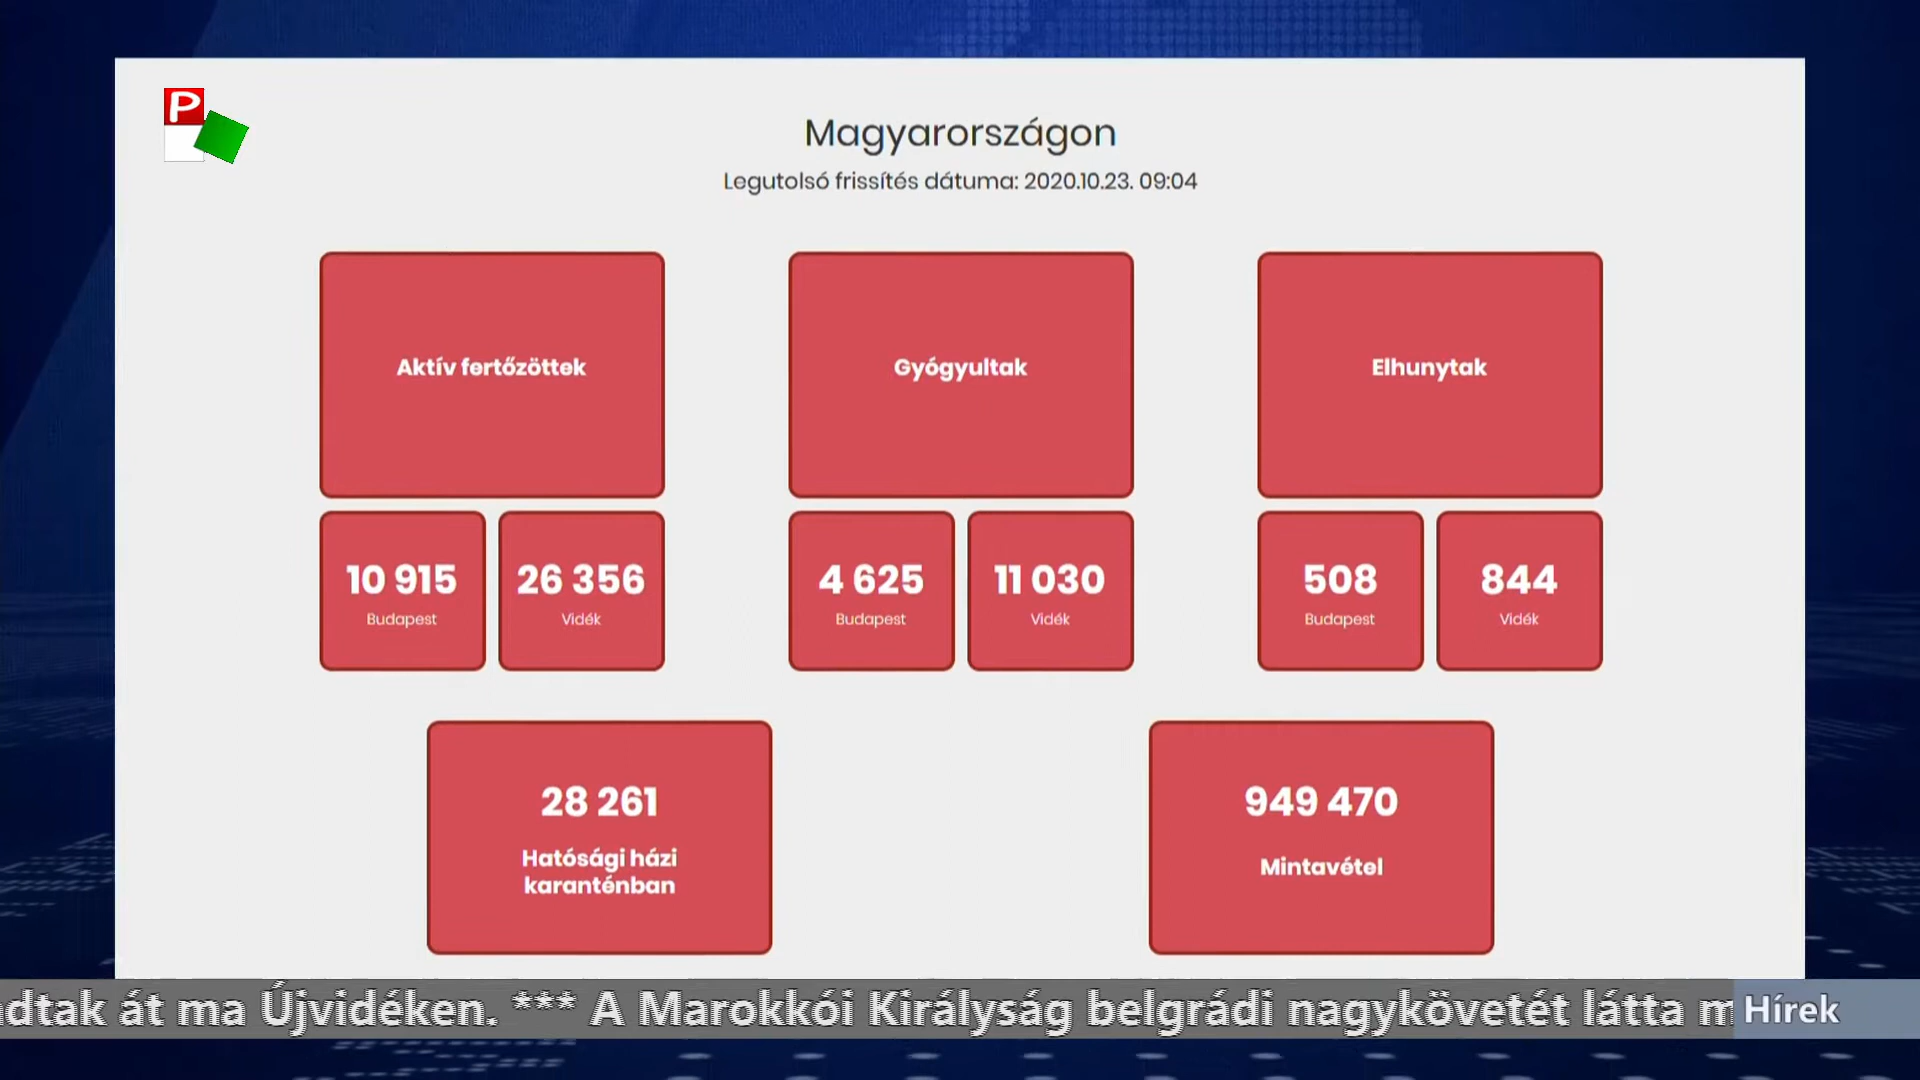 P
Magyarországon
Legutolsó frissítés dátuma: 2020.10.23. 09:04
Aktív fertőzöttek
Gyógyultak
Elhunytak
10 915
Budapest
26 356
Vidék
4 625
Budapest
11 030
Vidék
508
Budapest
844
Vidék
28 261
Hatósági házi
karanténban
949 470
Mintavétel
át ma Újvidéken. *** A Marokkói Királyság belgrádi nagykövetét látta
Hírek